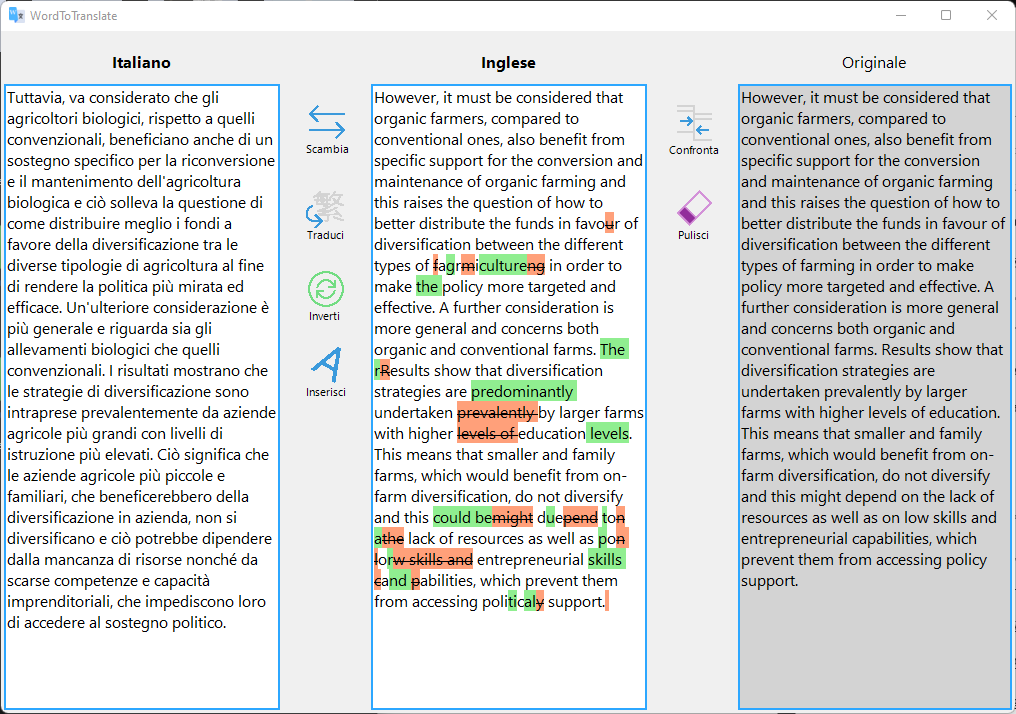 WordToTranslate
Italiano
Tuttavia, va considerato che gli
agricoltori biologici, rispetto a quelli
convenzionali, beneficiano anche di un
sostegno specifico per la riconversione
e il mantenimento dell'agricoltura
biologica e ciò solleva la questione di
come distribuire meglio i fondi a
favore della diversificazione tra le
diverse tipologie di agricoltura al fine
di rendere la politica più mirata ed
efficace. Un'ulteriore considerazione è
più generale e riguarda sia gli
allevamenti biologici che quelli
convenzionali. I risultati mostrano che
le strategie di diversificazione sono
intraprese prevalentemente da aziende
agricole più grandi con livelli di
istruzione più elevati. Ciò significa che
le aziende agricole più piccole e
familiari, che beneficerebbero della
diversificazione in azienda, non si
diversificano e ciò potrebbe dipendere
dalla mancanza di risorse nonché da
scarse competenze e capacità
imprenditoriali, che impediscono loro
di accedere al sostegno politico.
Scambia
Traduci
Inverti
Inserisci
Inglese
However, it must be considered that
organic farmers, compared to
conventional ones, also benefit from
specific support for the conversion and
maintenance of organic farming and
this raises the question of how to
better distribute the funds in favour of
diversification between the different
types of fagrmicultureng in order to
make the policy more targeted and
effective. A further consideration is
more general and concerns both
organic and conventional farms. The
rResults show that diversification
strategies are predominantly
undertaken prevalently by larger farms
with higher levels of education levels.
This means that smaller and family
farms, which would benefit from on-
farm diversification, do not diversify
and this could bemight duepend ton
athe lack of resources as well as pon
lorw skills and entrepreneurial skills
cand pabilities, which prevent them
from accessing politicaly support.
Confronta
Pulisci
Originale
However, it must be considered that
organic farmers, compared to
conventional ones, also benefit from
specific support for the conversion
and maintenance of organic farming
and this raises the question of how to
better distribute the funds in favour of
diversification between the different
types of farming in order to make
policy more targeted and effective. A
further consideration is more general
and concerns both organic and
conventional farms. Results show that
diversification strategies are
undertaken prevalently by larger
farms with higher levels of education.
This means that smaller and family
farms, which would benefit from on-
farm diversification, do not diversify
and this might depend on the lack of
resources as well as on low skills and
entrepreneurial capabilities, which
prevent them from accessing policy
support.